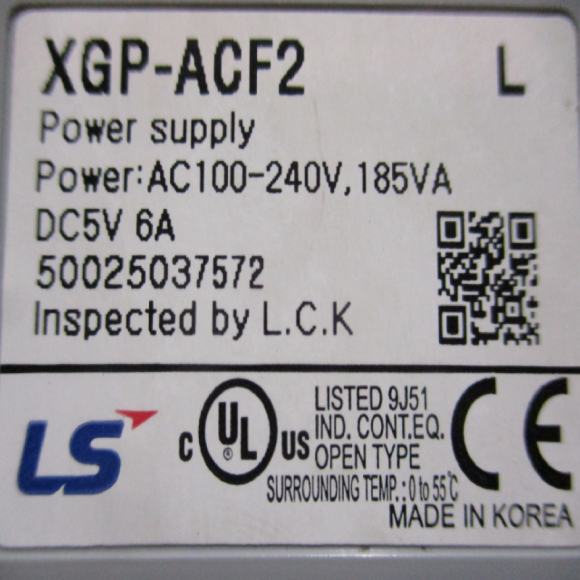 XGP-ACF2 L
Power supply
Power:AC100-240V,185VA
DC5V 6A
50025037572
Inspected by L.C.K
LS
C UL ® US
LISTED 9J51
IND. CONT.EQ.
OPEN TYPE
CE
SURROUNDING TEMP.:0 to 55℃
MADE IN KOREA